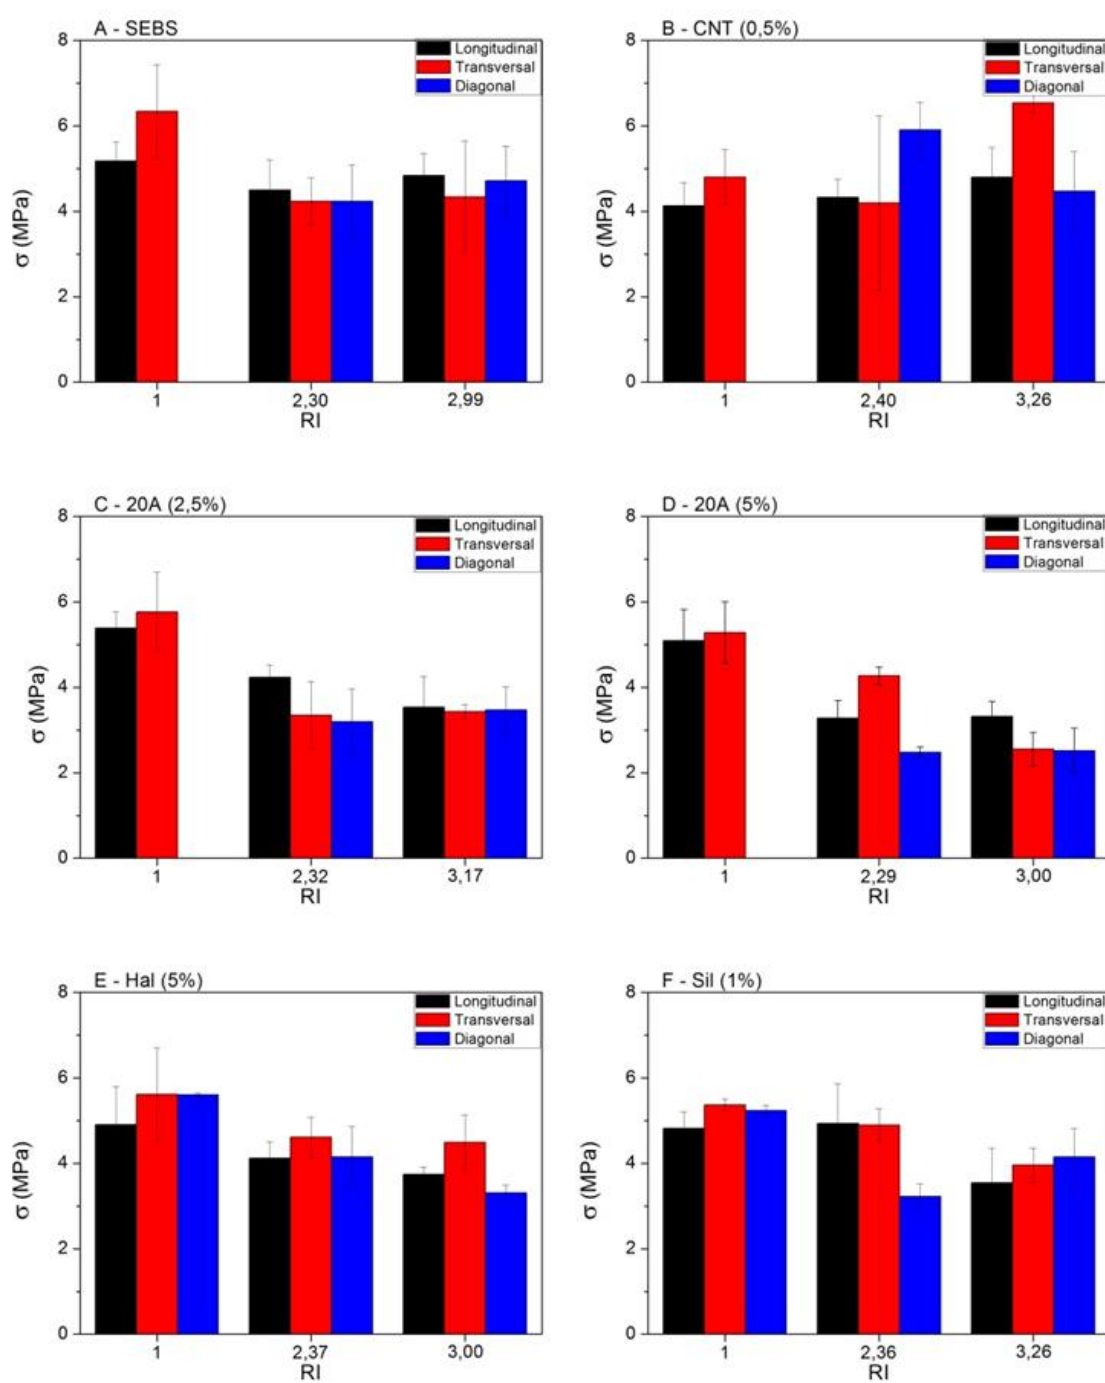 A - SEBS
8
6
4
2
0
σ (MPa)
Longitudinal
Transversal
Diagonal
1
2,30
2,99
RI
B - CNT (0,5%)
8
6
4
2
0
σ (MPa)
Longitudinal
Transversal
Diagonal
1
2,40
3,26
RI
C - 20A (2,5%)
8
6
4
2
0
σ (MPa)
Longitudinal
Transversal
Diagonal
1
2,32
3,17
RI
D - 20A (5%)
8
6
4
2
0
σ (MPa)
Longitudinal
Transversal
Diagonal
1
2,29
3,00
RI
E - Hal (5%)
8
6
4
2
0
σ (MPa)
Longitudinal
Transversal
Diagonal
1
2,37
3,00
RI
F - Sil (1%)
8
6
4
2
0
σ (MPa)
Longitudinal
Transversal
Diagonal
1
2,36
3,26
RI